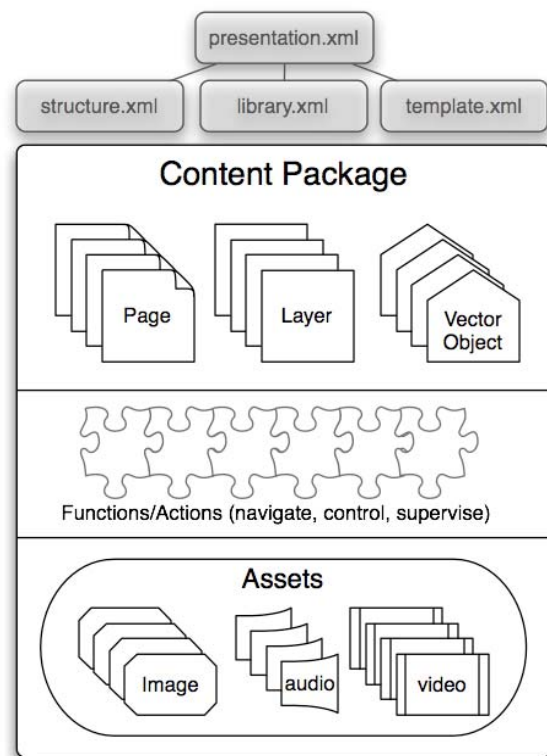 presentation.xml
structure.xml
library.xml
template.xml
Content Package
Page
Layer
Vector
Object
Functions/Actions (navigate, control, supervise)
Assets
Image
audio
video